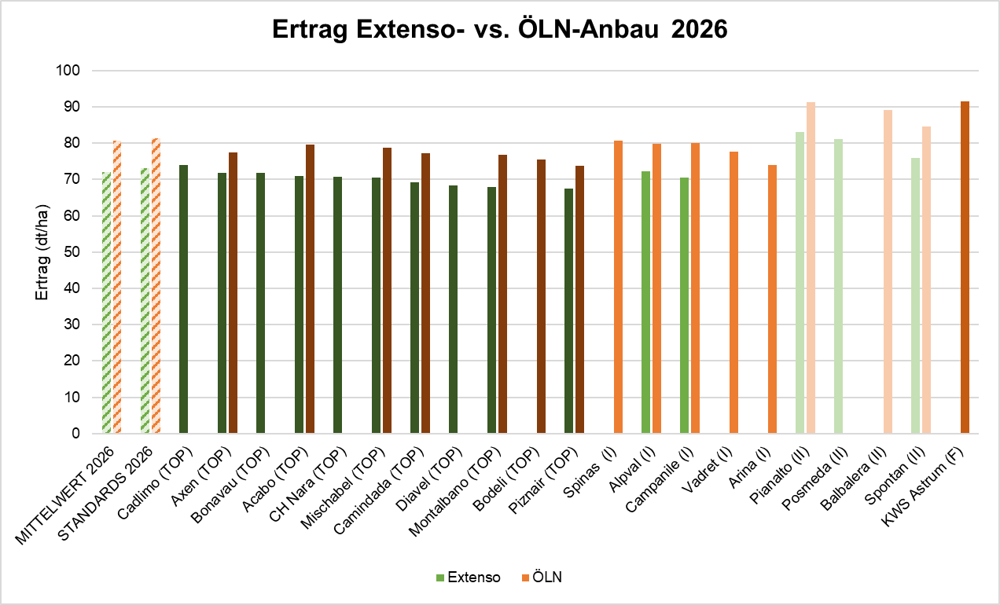 Ertrag Extenso- vs. ÖLN-Anbau 2026
Ertrag (dt/ha)
100
90
80
70
60
50
40
30
20
10
0
MITTELWERT 2026
STANDARDS 2026
Cadlimo (TOP)
Axen (TOP)
Bonavau (TOP)
Acabo (TOP)
CH Nara (TOP)
Mischabel (TOP)
Camindada (TOP)
Diavel (TOP)
Montalbano (TOP)
Bodeli (TOP)
Piznair (TOP)
Spinas (I)
Alpval (I)
Campanile (I)
Vadret (I)
Arina (I)
Pianalto (II)
Posmeda (II)
Balbalera (II)
Spontan (II)
KWS Astrum (F)
Extenso
ÖLN